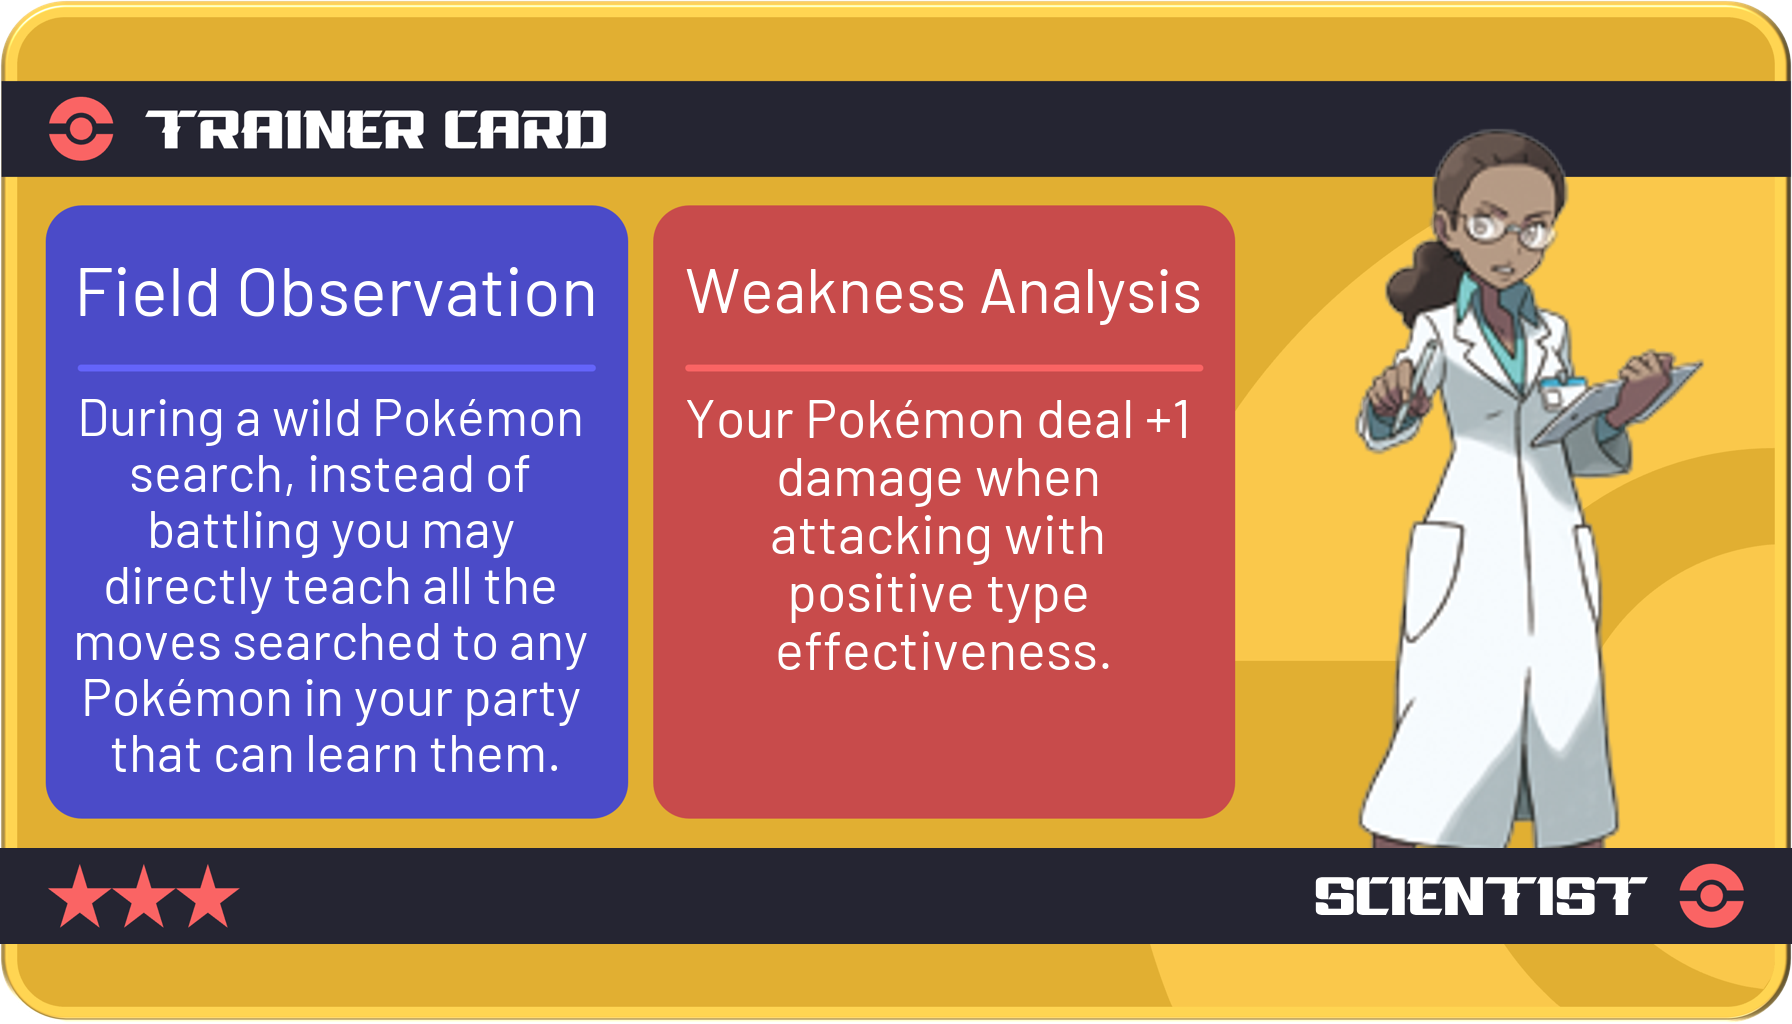 TRAINER CARD
Field Observation
During a wild Pokémon
search, instead of
battling you may
directly teach all the
moves searched to any
Pokémon in your party
that can learn them.
Weakness Analysis
Your Pokémon deal +1
damage when
attacking with
positive type
effectiveness.
SCIENTIST